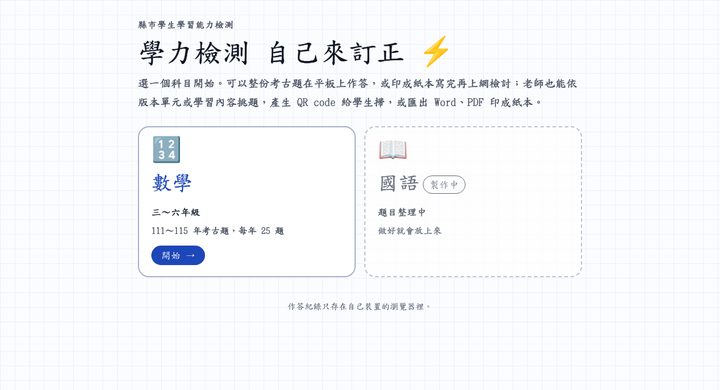 縣市學生學習能力檢測
學力檢測 自己來訂正 ⚡
選一個科目開始。可以整份考古題在平板上作答，或印成紙本寫完再上網檢討；老師也能依
版本單元或學習內容挑題，產生 QR code 給學生掃，或匯出 Word、PDF 印成紙本。
1234
數學
三～六年級
111～115 年考古題，每年 25 題
開始 →
國語 製作中
題目整理中
做好就會放上來
作答紀錄只存在自己裝置的瀏覽器裡。